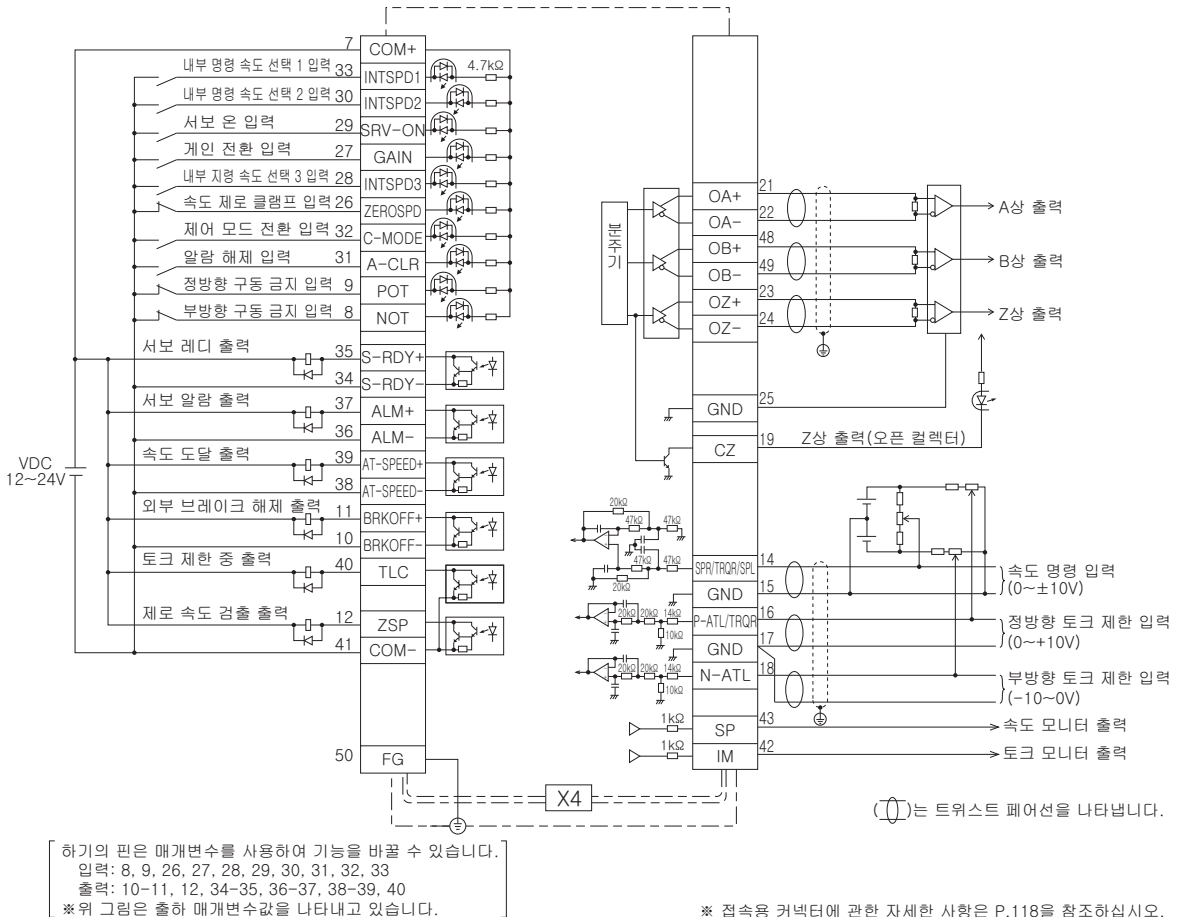 7 COM+
내부 명령 속도 선택 1 입력 33 INTSPD1 4.7kΩ
내부 명령 속도 선택 2 입력 30 INTSPD2
서보 온 입력 29 SRV-ON
게인 전환 입력 27 GAIN
내부 지령 속도 선택 3 입력 28 INTSPD3
속도 제로 클램프 입력 26 ZEROSPD
제어 모드 전환 입력 32 C-MODE
알람 해제 입력 31 A-CLR
정방향 구동 금지 입력 9 POT
부방향 구동 금지 입력 8 NOT
서보 레디 출력 35 S-RDY+
34 S-RDY-
서보 알람 출력 37 ALM+
36 ALM-
속도 도달 출력 39 AT-SPEED+
38 AT-SPEED-
VDC
12~24V
외부 브레이크 해제 출력 11 BRKOFF+
10 BRKOFF-
토크 제한 중 출력 40 TLC
제로 속도 검출 출력 12 ZSP
41 COM-
50 FG
분주기
OA+ 21
OA- 22
A상 출력
OB+ 48
OB- 49
B상 출력
OZ+ 23
OZ- 24
Z상 출력
GND 25
CZ 19 Z상 출력(오픈 컬렉터)
20kΩ
47kΩ 47kΩ
47kΩ 47kΩ
20kΩ
SPR/TRQR/SPL 14
GND 15
속도 명령 입력
(0~±10V)
20kΩ 20kΩ 14kΩ
10kΩ
P-ATL/TRQR 16
GND 17
정방향 토크 제한 입력
(0~+10V)
20kΩ 20kΩ 14kΩ
10kΩ
N-ATL 18
부방향 토크 제한 입력
(-10~0V)
1kΩ SP 43 속도 모니터 출력
1kΩ IM 42 토크 모니터 출력
X4
( )는 트위스트 페어선을 나타냅니다.
하기의 핀은 매개변수를 사용하여 기능을 바꿀 수 있습니다.
입력: 8, 9, 26, 27, 28, 29, 30, 31, 32, 33
출력: 10-11, 12, 34-35, 36-37, 38-39, 40
※위 그림은 출하 매개변수값을 나타내고 있습니다.
※ 접속용 커넥터에 관한 자세한 사항은 P.118을 참조하십시오.